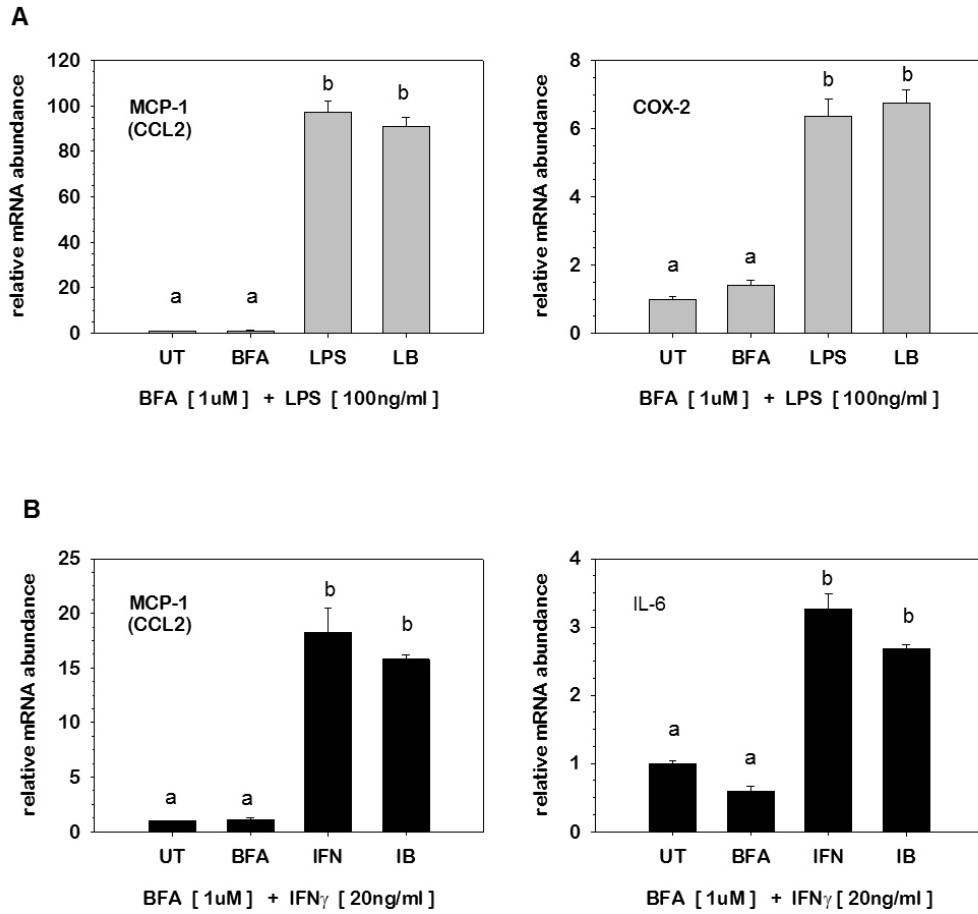 A
120
100
80
60
40
20
0
relative mRNA abundance
MCP-1
(CCL2)
a
a
b
b
UT BFA LPS LB
BFA [ 1uM ] + LPS [ 100ng/ml ]
8
6
4
2
0
relative mRNA abundance
COX-2
a
a
b
b
UT BFA LPS LB
BFA [ 1uM ] + LPS [ 100ng/ml ]
B
25
20
15
10
5
0
relative mRNA abundance
MCP-1
(CCL2)
a
a
b
b
UT BFA IFN IB
BFA [ 1uM ] + IFNγ [ 20ng/ml ]
4
3
2
1
0
relative mRNA abundance
IL-6
a
a
b
b
UT BFA IFN IB
BFA [ 1uM ] + IFNγ [ 20ng/ml ]